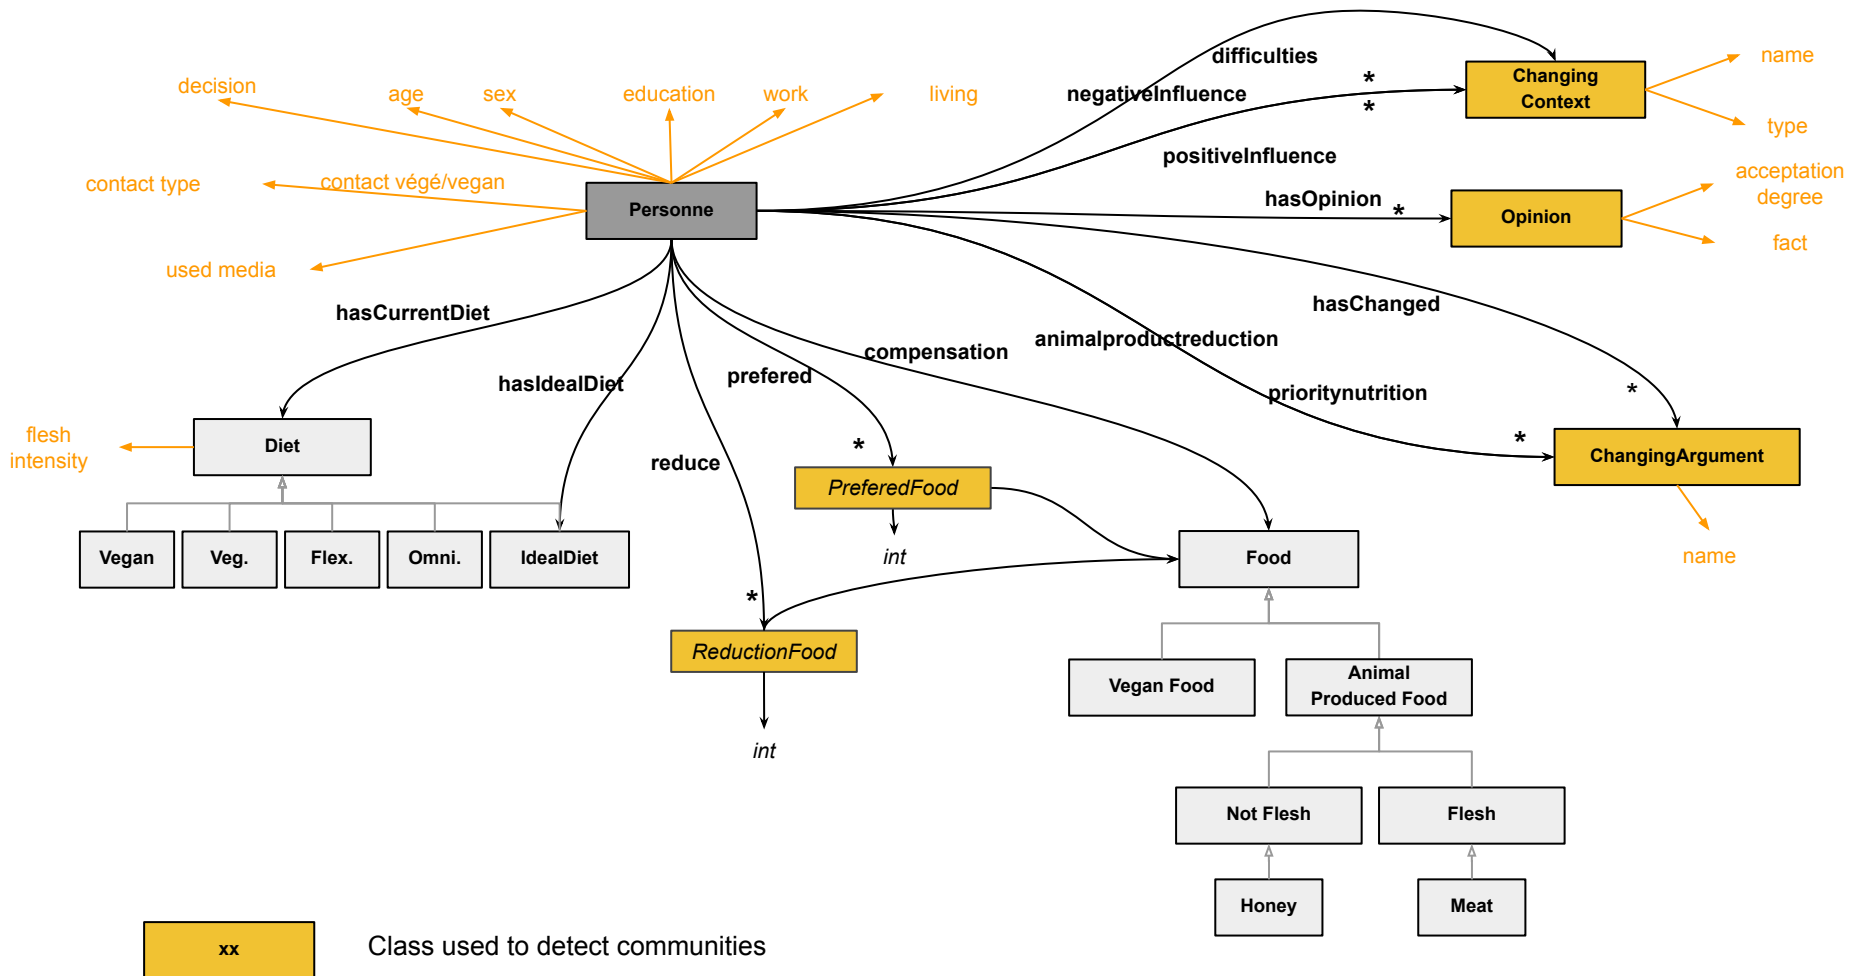 difficulties
name
Changing
Context
decision
age
sex
education
work
living
negativeInfluence
*
*
type
positiveInfluence
contact type
contact végé/vegan
acceptation
degree
Personne
hasOpinion
*
Opinion
fact
used media
hasCurrentDiet
hasChanged
animalproductreduction
compensation
hasIdealDiet
prefered
prioritynutrition
*
flesh
intensity
Diet
*
*
reduce
ChangingArgument
PreferedFood
Vegan
Veg.
Flex.
Omni.
IdealDiet
int
Food
name
*
ReductionFood
Vegan Food
Animal
Produced Food
int
Not Flesh
Flesh
Honey
Meat
xx
Class used to detect communities